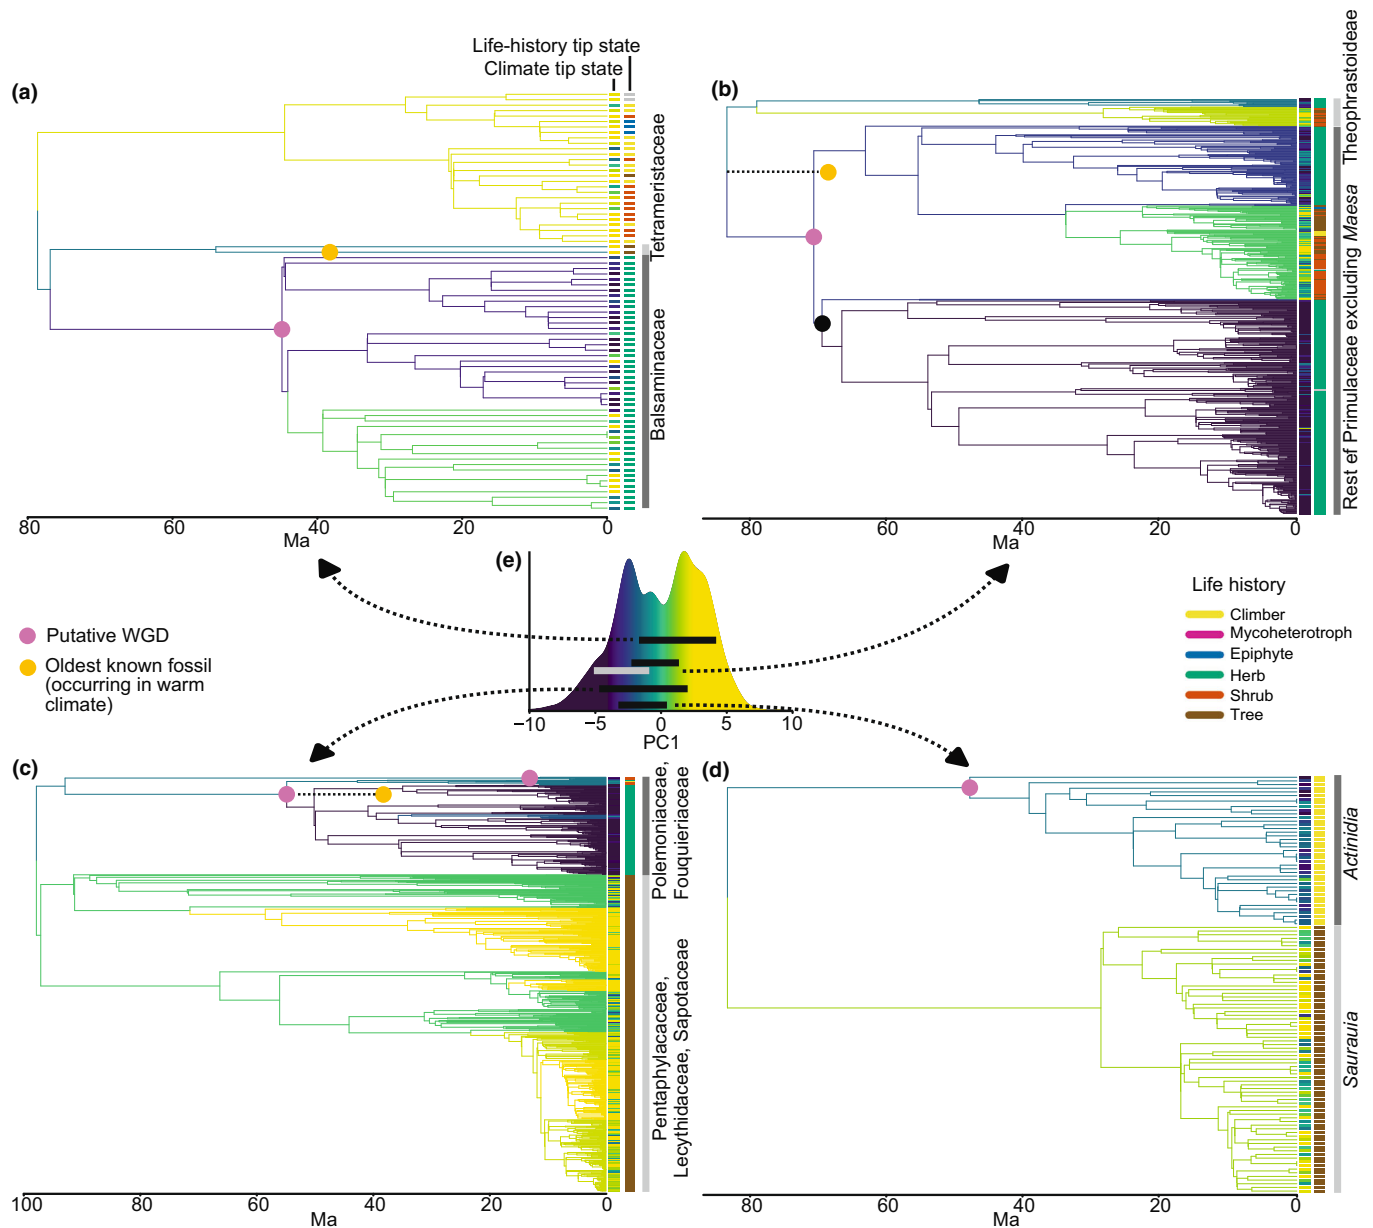 Life-history tip state
Climate tip state
(a)
Tetrameristaceae
Balsaminaceae
80 60 40 20 0
Ma
(b)
Theophrastoideae
Maesa
Rest of Primulaceae excluding
80 60 40 20 0
Ma
(e)
−10 −5 0 5 10
PC1
Putative WGD
Oldest known fossil
(occurring in warm
climate)
Life history
Climber
Mycoheterotroph
Epiphyte
Herb
Shrub
Tree
(c)
Polemoniaceae,
Fouquieriaceae
Pentaphylacaceae,
Lecythidaceae, Sapotaceae
100 80 60 40 20 0
Ma
(d)
Actinidia
Saurauia
80 60 40 20 0
Ma